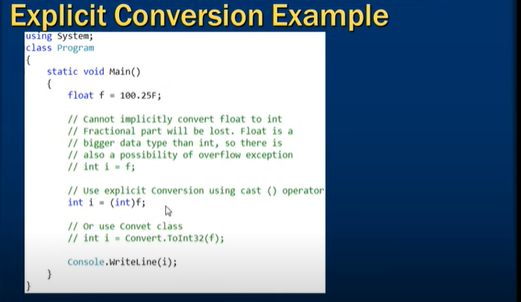 Explicit Conversion Example
using System;
class Program
{
static void Main()
{
float f = 100.25F;
// Cannot implicitly convert float to int
// Fractional part will be lost. Float is a
// bigger data type than int, so there is
// also a possibility of overflow exception
// int i = f;
// Use explicit Conversion using cast () operator
int i = (int)f;
// Or use Convet class
// int i = Convert.ToInt32(f);
Console.WriteLine(i);
}
}